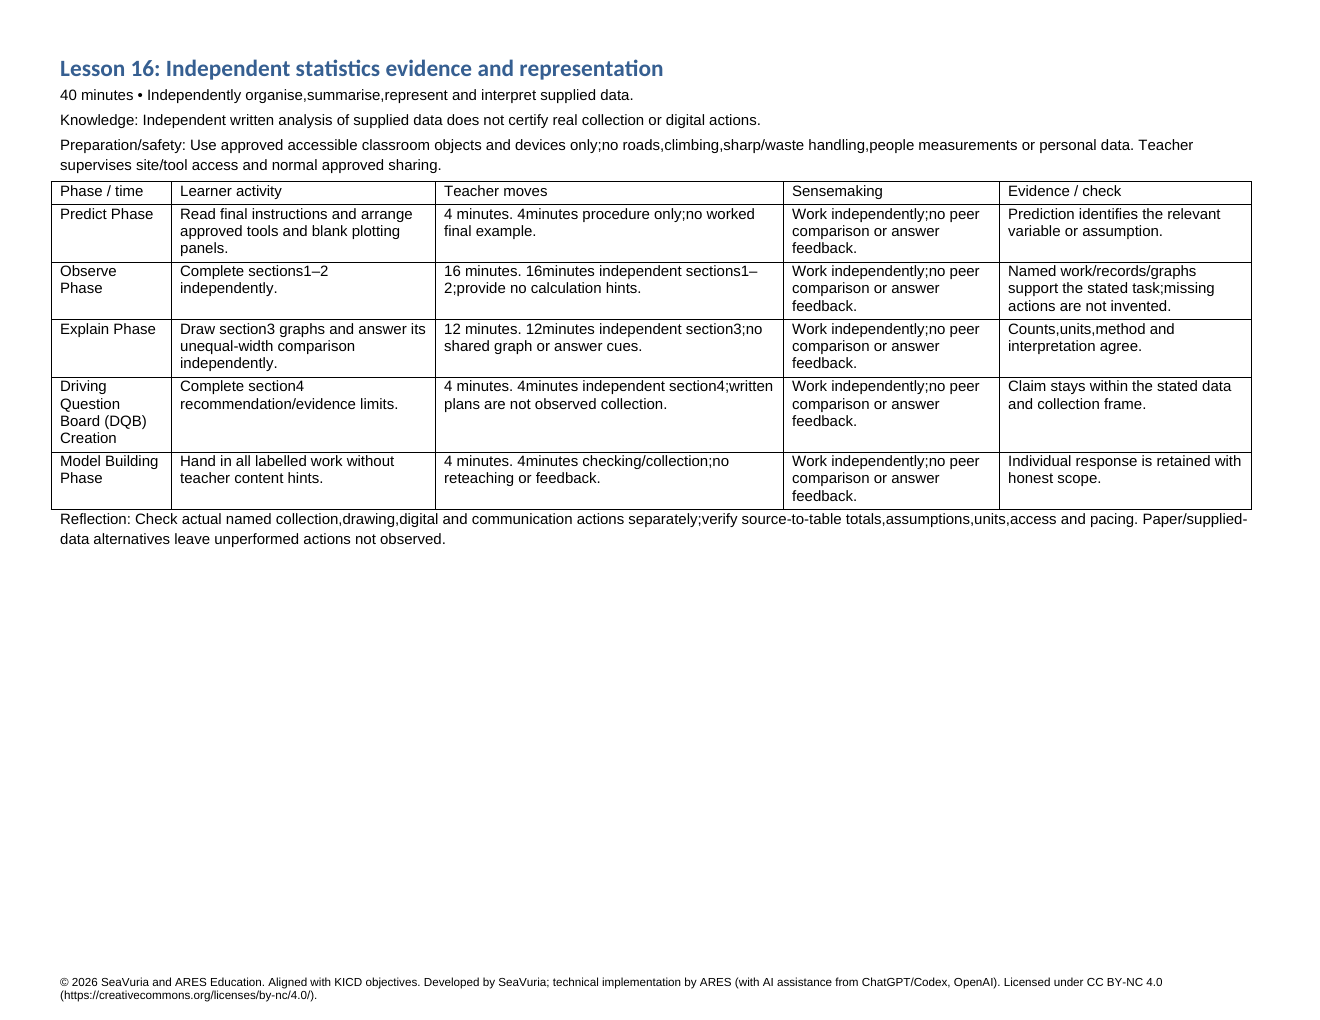 Lesson 16: Independent statistics evidence and representation
40 minutes • Independently organise,summarise,represent and interpret supplied data.
Knowledge: Independent written analysis of supplied data does not certify real collection or digital actions.
Preparation/safety: Use approved accessible classroom objects and devices only;no roads,climbing,sharp/waste handling,people measurements or personal data. Teacher
supervises site/tool access and normal approved sharing.
Phase / time
Learner activity
Teacher moves
Sensemaking
Evidence / check
Predict Phase
Read final instructions and arrange
approved tools and blank plotting
panels.
4 minutes. 4minutes procedure only;no worked
final example.
Work independently;no peer
comparison or answer
feedback.
Prediction identifies the relevant
variable or assumption.
Observe
Phase
Complete sections1–2
independently.
16 minutes. 16minutes independent sections1–
2;provide no calculation hints.
Work independently;no peer
comparison or answer
feedback.
Named work/records/graphs
support the stated task;missing
actions are not invented.
Explain Phase
Draw section3 graphs and answer its
unequal-width comparison
independently.
12 minutes. 12minutes independent section3;no
shared graph or answer cues.
Work independently;no peer
comparison or answer
feedback.
Counts,units,method and
interpretation agree.
Driving
Question
Board (DQB)
Creation
Complete section4
recommendation/evidence limits.
4 minutes. 4minutes independent section4;written
plans are not observed collection.
Work independently;no peer
comparison or answer
feedback.
Claim stays within the stated data
and collection frame.
Model Building
Phase
Hand in all labelled work without
teacher content hints.
4 minutes. 4minutes checking/collection;no
reteaching or feedback.
Work independently;no peer
comparison or answer
feedback.
Individual response is retained with
honest scope.
Reflection: Check actual named collection,drawing,digital and communication actions separately;verify source-to-table totals,assumptions,units,access and pacing. Paper/supplied-
data alternatives leave unperformed actions not observed.
© 2026 SeaVuria and ARES Education. Aligned with KICD objectives. Developed by SeaVuria; technical implementation by ARES (with AI assistance from ChatGPT/Codex, OpenAI). Licensed under CC BY-NC 4.0
(https://creativecommons.org/licenses/by-nc/4.0/).